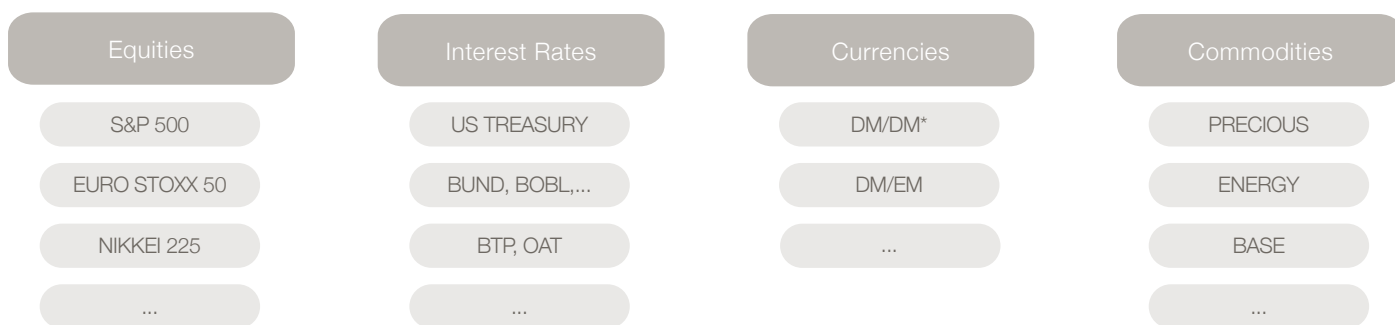 Equities
S&P 500
EURO STOXX 50
NIKKEI 225
...
Interest Rates
US TREASURY
BUND, BOBL,...
BTP, OAT
...
Currencies
DM/DM*
DM/EM
...
Commodities
PRECIOUS
ENERGY
BASE
...